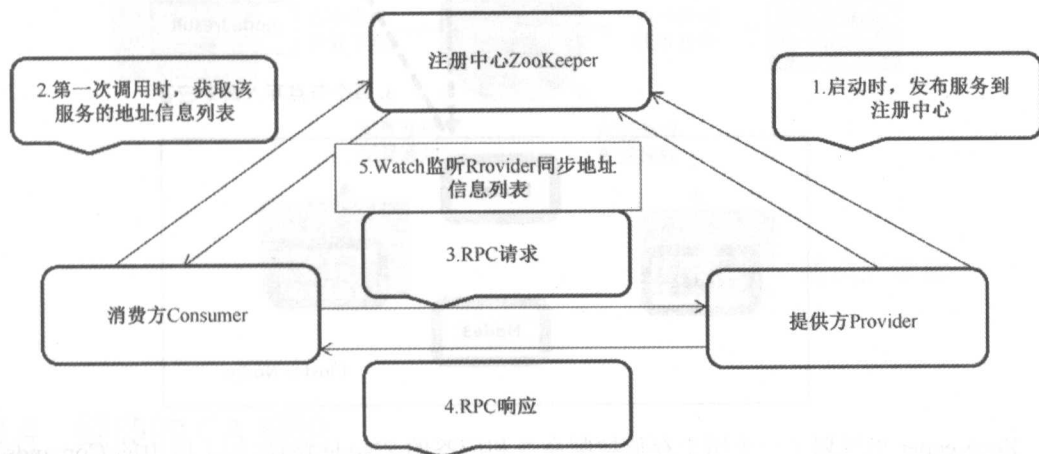 注册中心ZooKeeper
2.第一次调用时，获取该
服务的地址信息列表
1.启动时，发布服务到
注册中心
5.Watch监听Rrovider同步地址
信息列表
3.RPC请求
消费方Consumer
提供方Provider
4.RPC响应